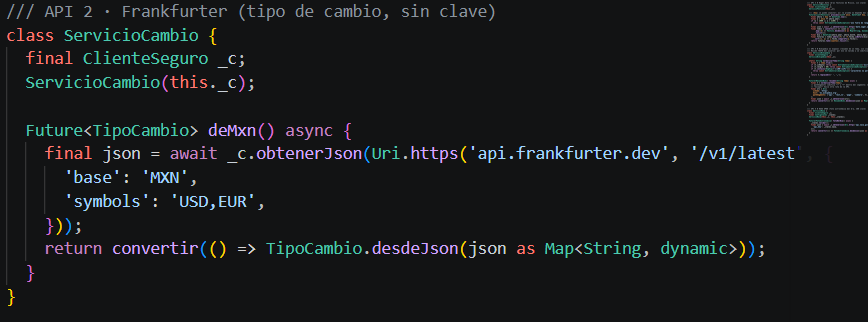 /// API 2 · Frankfurter (tipo de cambio, sin clave)
class ServicioCambio {
  final ClienteSeguro _c;
  ServicioCambio(this._c);

  Future<TipoCambio> deMxn() async {
    final json = await _c.obtenerJson(Uri.https('api.frankfurter.dev', '/v1/latest', {
      'base': 'MXN',
      'symbols': 'USD,EUR',
    }));
    return convertir(() => TipoCambio.desdeJson(json as Map<String, dynamic>));
  }
}